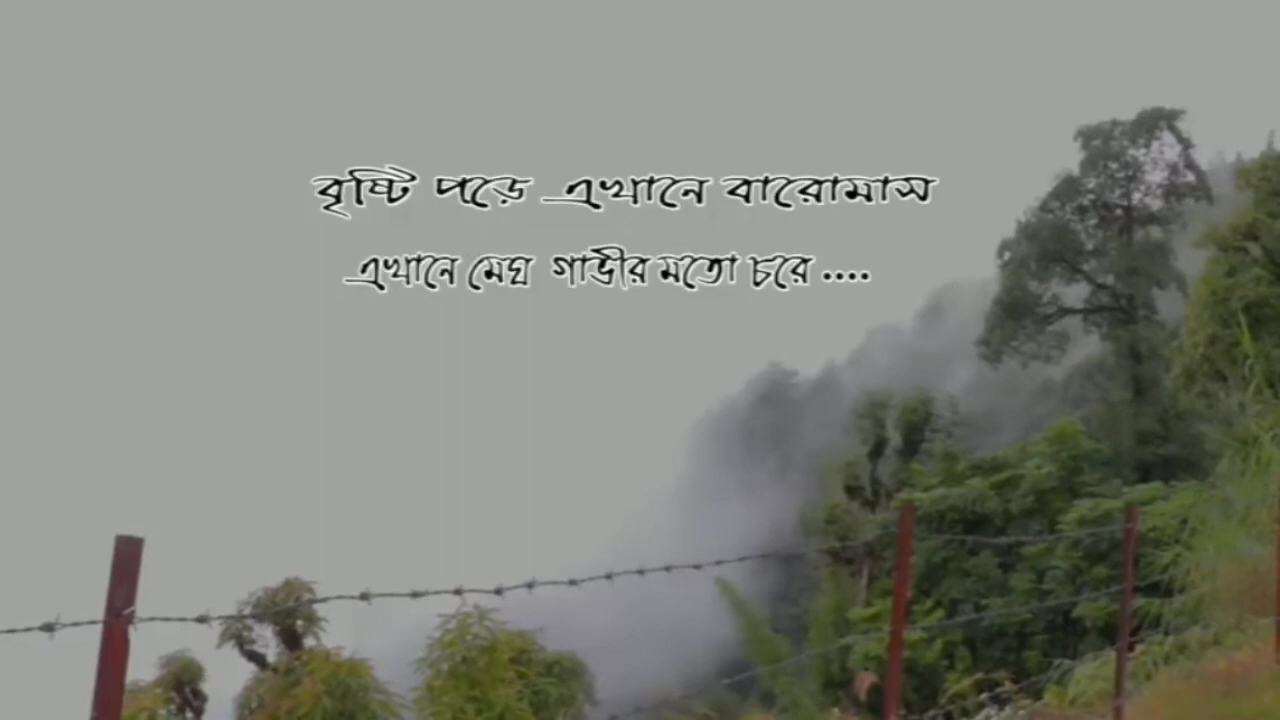 বৃষ্টি পড়ে এখানে বারোমাস
এখানে মেঘ গাভীর মতো চরে ....